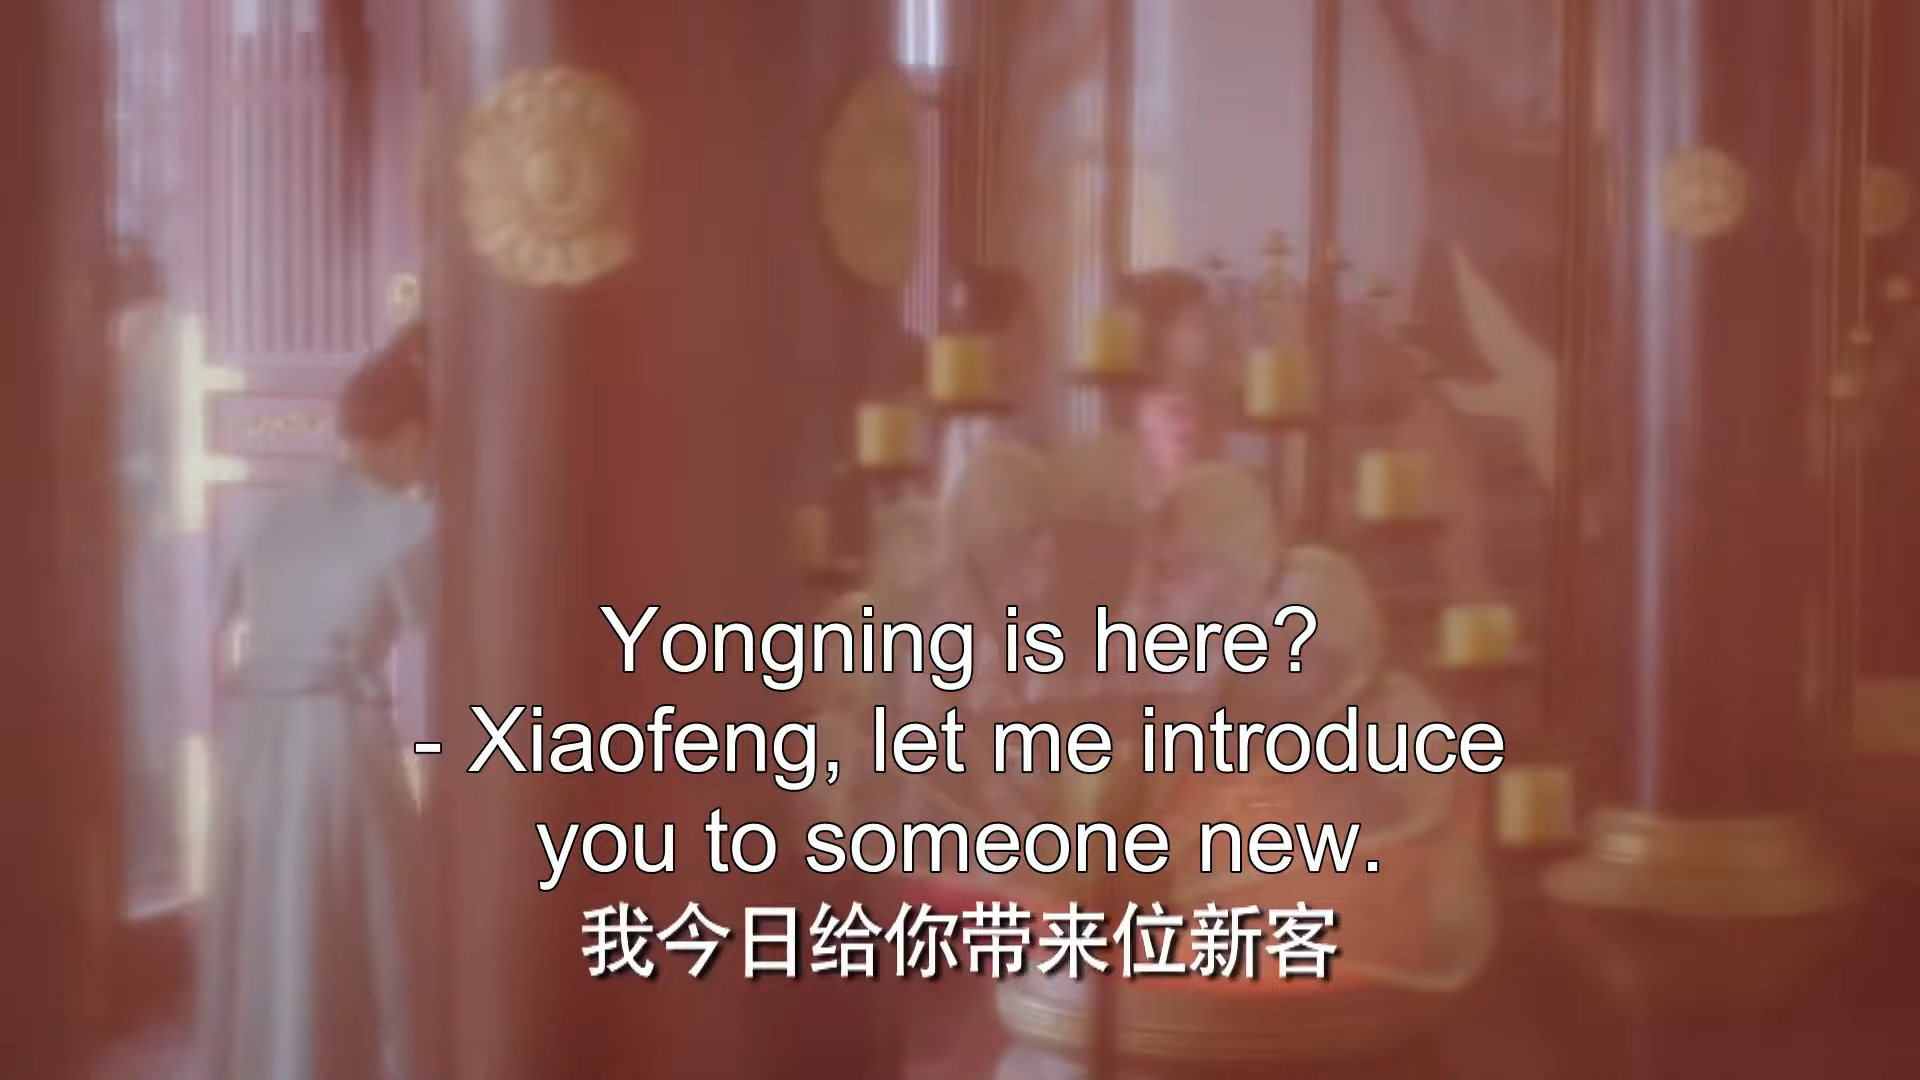 Yongning is here?
- Xiaofeng, let me introduce
you to someone new.
我今日给你带来位新客